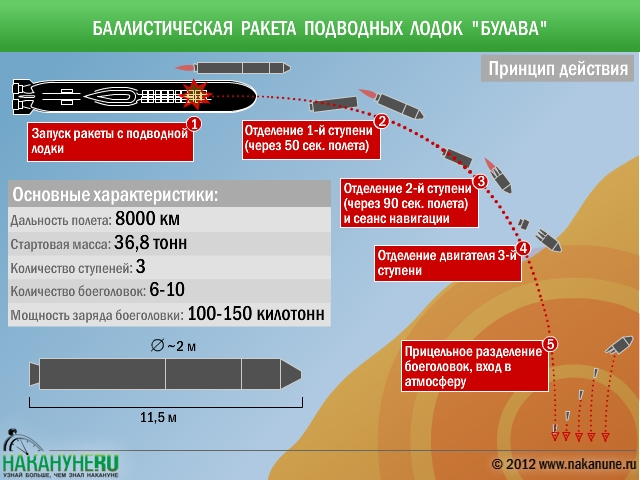 БАЛЛИСТИЧЕСКАЯ РАКЕТА ПОДВОДНЫХ ЛОДОК "БУЛАВА"
Принцип действия
1
Запуск ракеты с подводной
лодки
2
Отделение 1-й ступени
(через 50 сек. полета)
3
Отделение 2-й ступени
(через 90 сек. полета)
и сеанс навигации
4
Отделение двигателя 3-й
ступени
5
Прицельное разделение
боеголовок, вход в
атмосферу
Основные характеристики:
Дальность полета: 8000 км
Стартовая масса: 36,8 тонн
Количество ступеней: 3
Количество боеголовок: 6-10
Мощность заряда боеголовки: 100-150 килотонн
∅ ~2 м
11,5 м
НАКАНУНЕ.RU
УЗНАЙ БОЛЬШЕ, ЧЕМ ЗНАЛ НАКАНУНЕ
© 2012 www.nakanune.ru